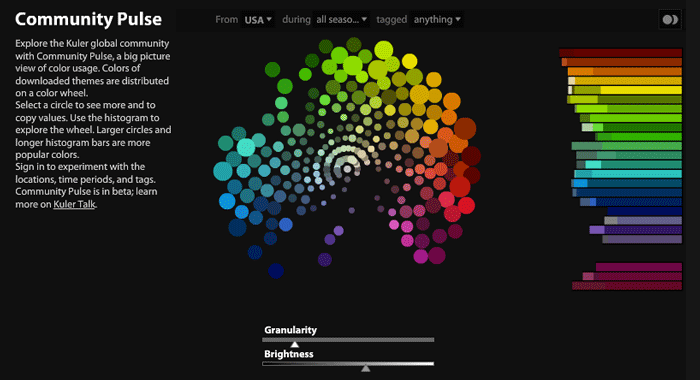 Community Pulse
From USA during all seaso... tagged anything
Explore the Kuler global community
with Community Pulse, a big picture
view of color usage. Colors of
downloaded themes are distributed
on a color wheel.
Select a circle to see more and to
copy values. Use the histogram to
explore the wheel. Larger circles and
longer histogram bars are more
popular colors.
Sign in to experiment with the
locations, time periods, and tags.
Community Pulse is in beta; learn
more on Kuler Talk.
Granularity
Brightness